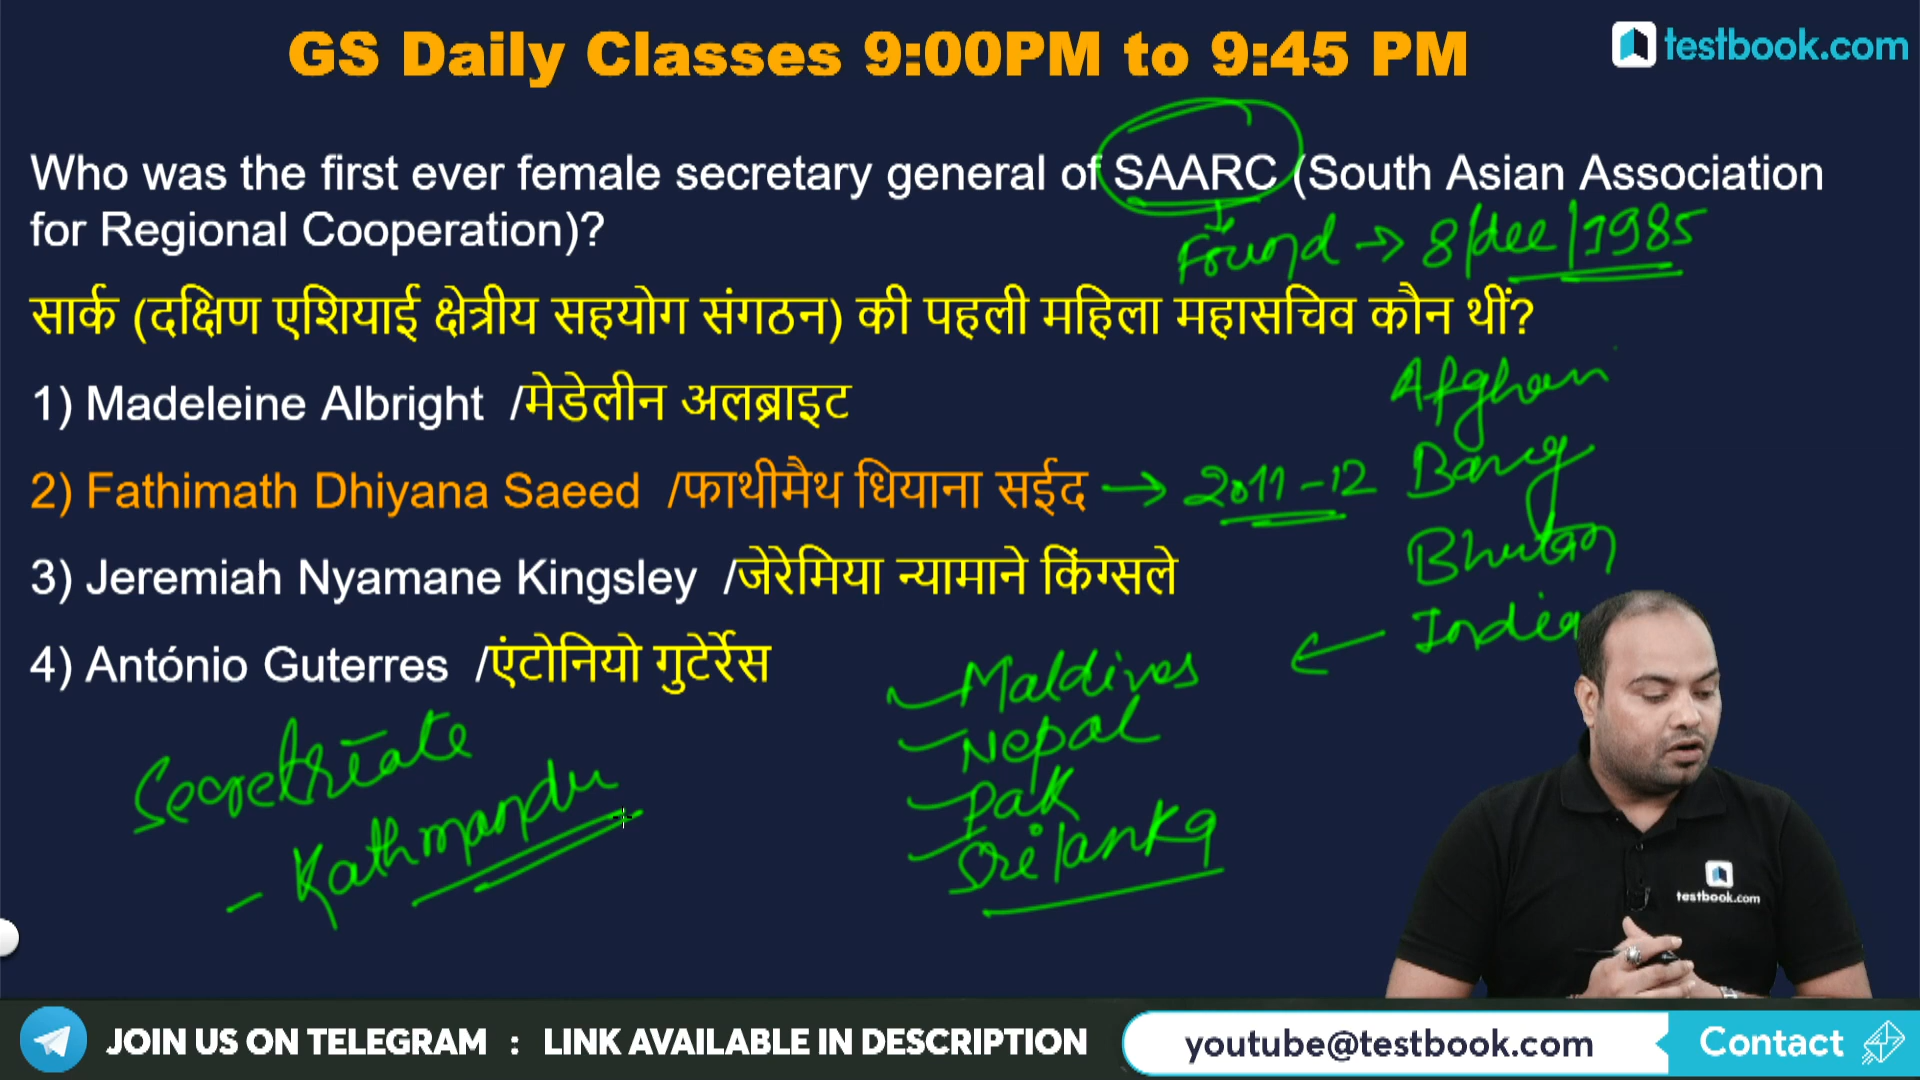 GS Daily Classes 9:00PM to 9:45 PM
testbook.com
Who was the first ever female secretary general of SAARC (South Asian Association
for Regional Cooperation)?
Found → 8/dec/1985
सार्क (दक्षिण एशियाई क्षेत्रीय सहयोग संगठन) की पहली महिला महासचिव कौन थीं?
1) Madeleine Albright /मेडेलीन अलब्राइट
2) Fathimath Dhiyana Saeed /फाथीमैथ धियाना सईद → 2011-12
3) Jeremiah Nyamane Kingsley /जेरेमिया न्यामाने किंग्सले
4) António Guterres /एंटोनियो गुटेर्रेस
Afghan
Bang
Bhutan
India
Maldives
Nepal
Pak
Srilanka
Secretriate
- Kathmandu
testbook.com
JOIN US ON TELEGRAM : LINK AVAILABLE IN DESCRIPTION
youtube@testbook.com
Contact